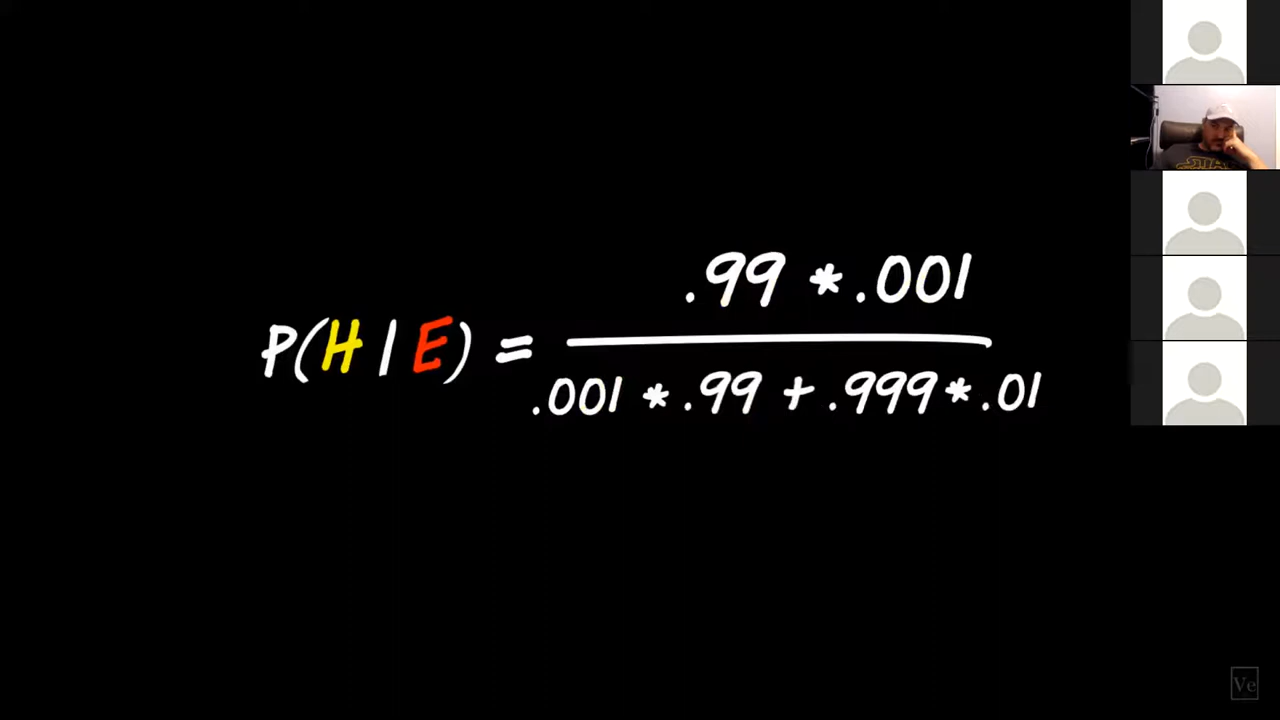 .99 * .001
P(H|E) =
.001 * .99 + .999 * .01
Ve